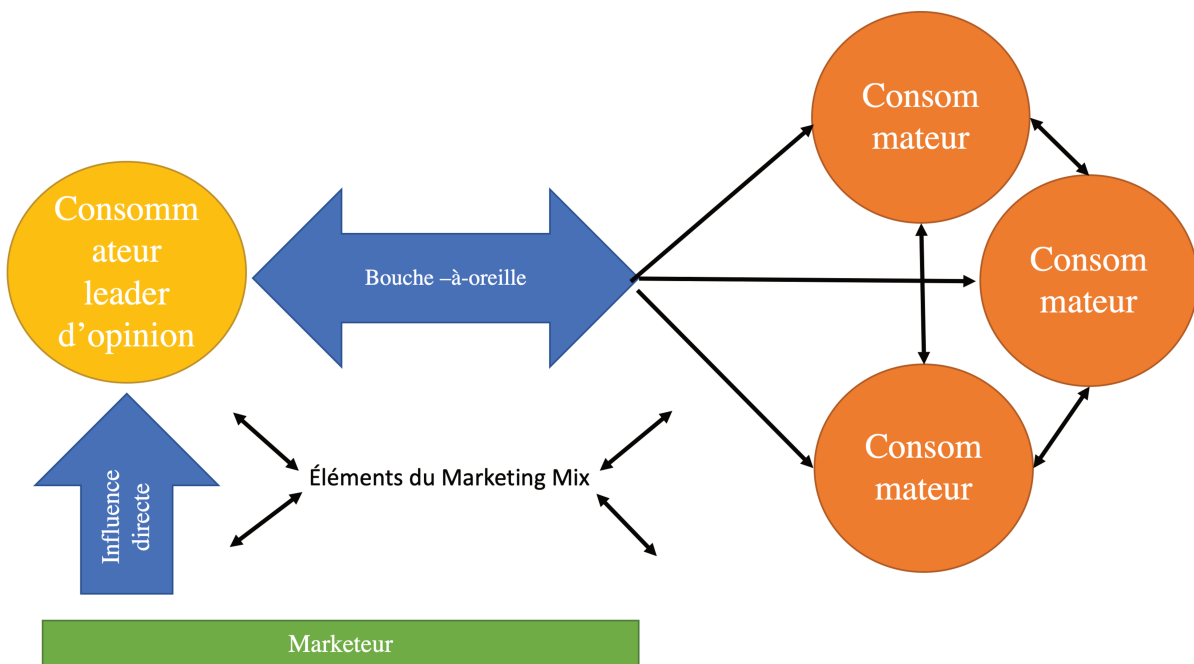 Consomm
ateur
leader
d’opinion
Bouche –à-oreille
Consom
mateur
Consom
mateur
Consom
mateur
Influence
directe
Éléments du Marketing Mix
Marketeur